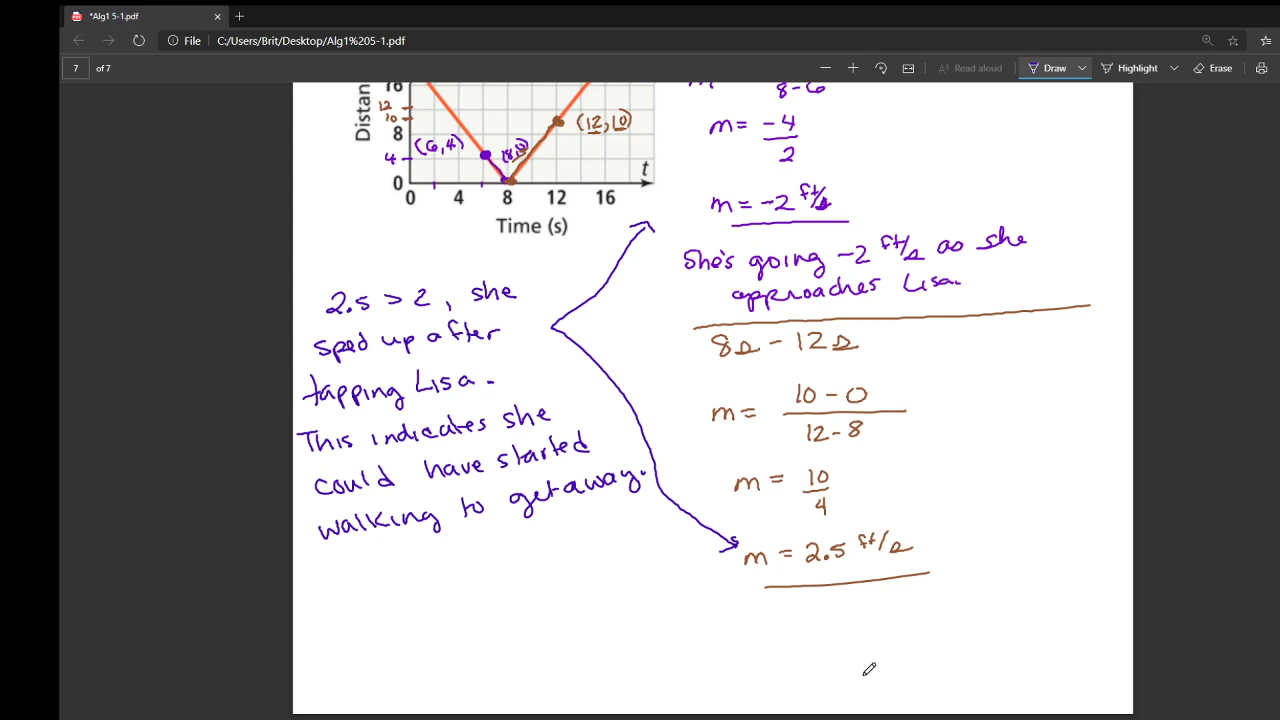 *Alg1 5-1.pdf
File C:/Users/Brit/Desktop/Alg1%205-1.pdf
7 of 7 Read aloud Draw Highlight Erase
Distan
16
12
10
8
4
0
(6,4)
(12,10)
t
0 4 8 12 16
Time (s)
2.5 > 2, she
sped up after
tapping Lisa.
This indicates she
could have started
walking to get away.
8-6
m = -4
2
m = -2 ft/s
She's going -2 ft/s as she
approaches Lisa.
8s - 12s
m = 10 - 0
12 - 8
m = 10
4
m = 2.5 ft/s